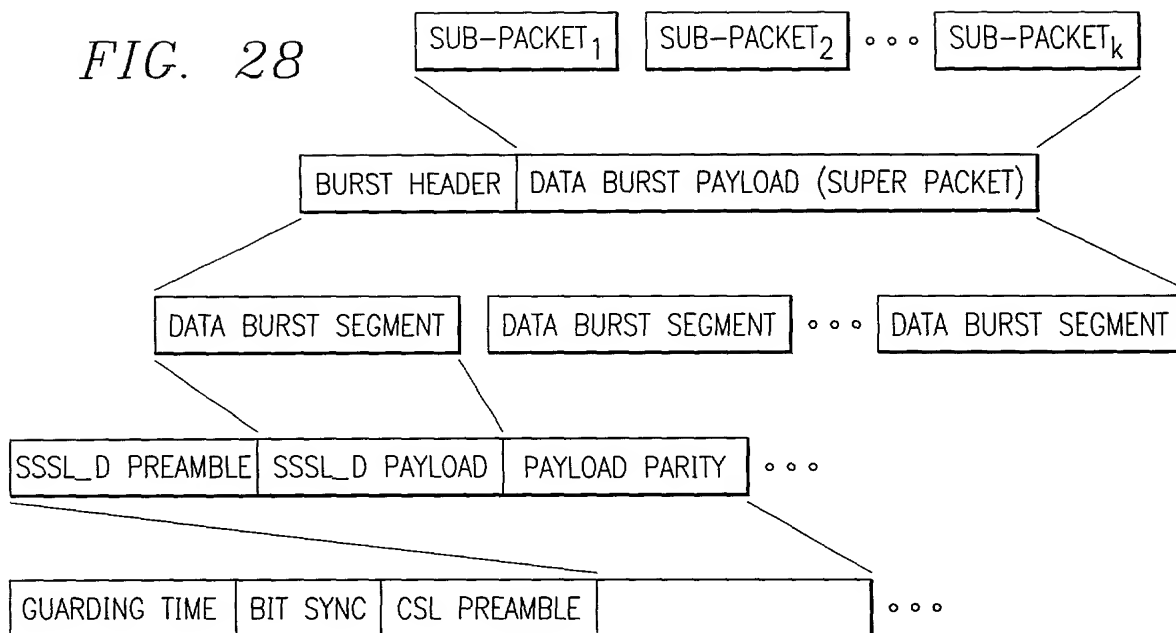 FIG. 28
SUB-PACKET1 SUB-PACKET2 ∘∘∘ SUB-PACKETk
BURST HEADER DATA BURST PAYLOAD (SUPER PACKET)
DATA BURST SEGMENT DATA BURST SEGMENT ∘∘∘ DATA BURST SEGMENT
SSSL_D PREAMBLE SSSL_D PAYLOAD PAYLOAD PARITY ∘∘∘
GUARDING TIME BIT SYNC CSL PREAMBLE ∘∘∘